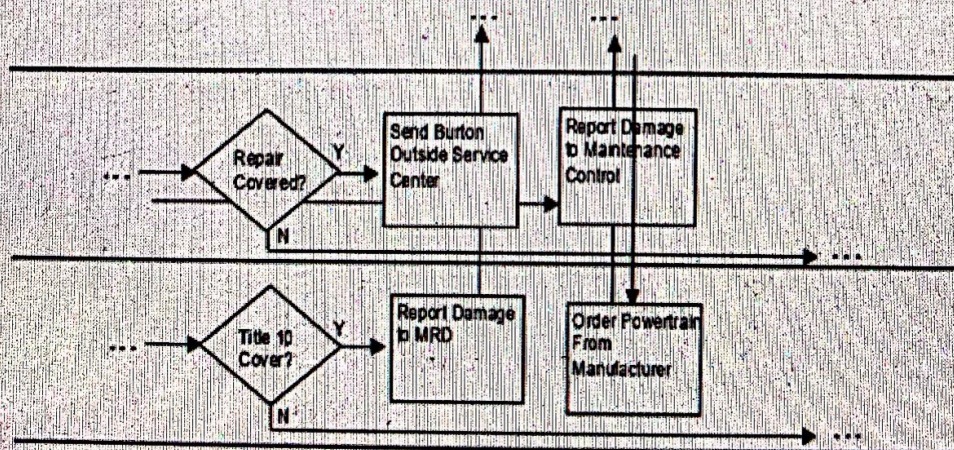 ...
...
Repair
Covered?
Y
N
Send Burton
Outside Service
Center
Report Damage
to Maintenance
Control
...
...
Title 10
Cover?
Y
N
Report Damage
to MRD
Order Powertrain
From
Manufacturer
...
...